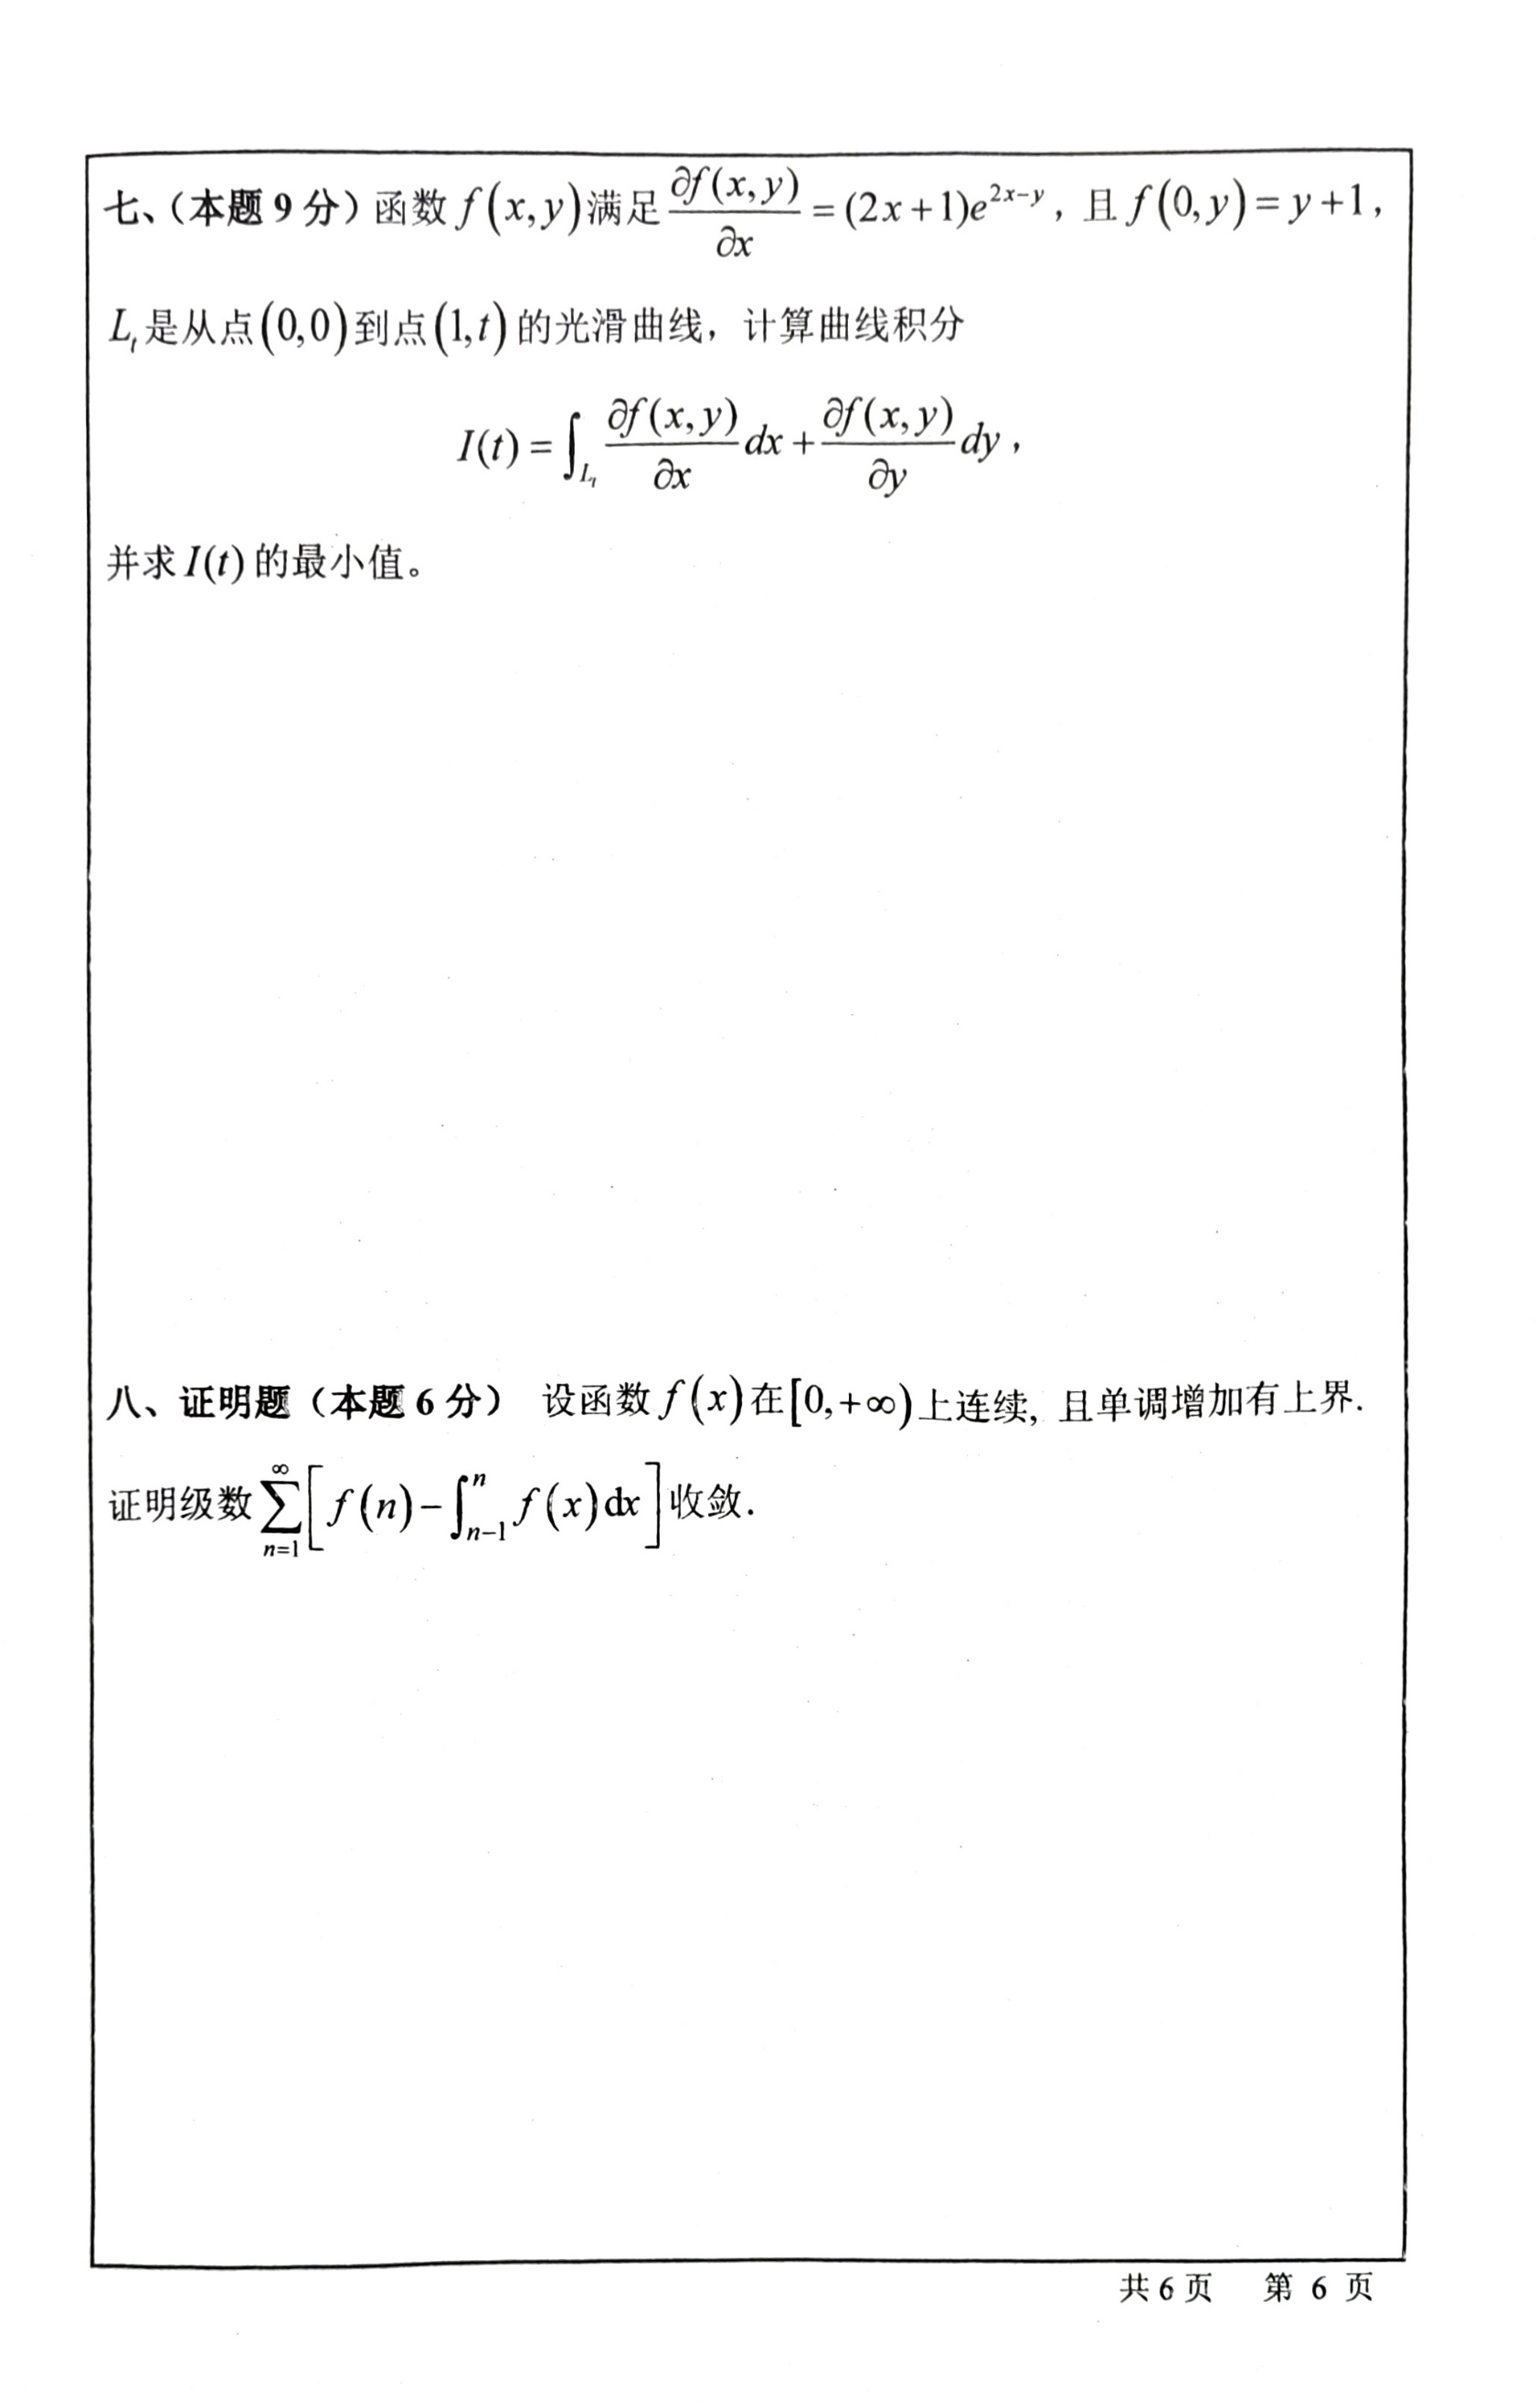 七、（本题 9 分）函数 f(x,y) 满足 ∂f(x,y)/∂x = (2x+1)e^{2x-y}，且 f(0,y) = y+1，
L_t 是从点(0,0)到点(1,t)的光滑曲线，计算曲线积分
I(t) = ∫_{L_t} ∂f(x,y)/∂x dx + ∂f(x,y)/∂y dy，
并求 I(t) 的最小值。
八、证明题（本题 6 分） 设函数 f(x) 在 [0,+∞) 上连续, 且单调增加有上界.
证明级数 ∑_{n=1}^{∞} [ f(n) − ∫_{n−1}^{n} f(x)dx ] 收敛.
共 6 页 第 6 页